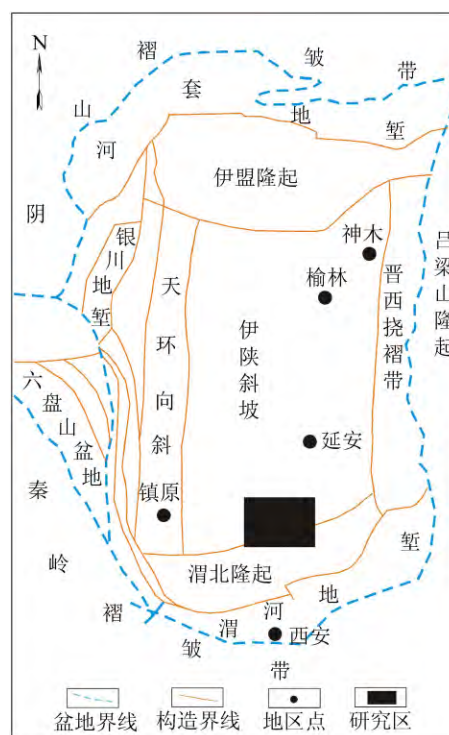 N
阴山褶皱带
河套地堑
伊盟隆起
银川地堑
天环向斜
伊陕斜坡
神木
榆林
晋西挠褶带
吕梁山隆起
六盘山盆地
延安
镇原
秦岭褶皱带
渭北隆起
渭河地堑
西安
盆地界线
构造界线
地区点
研究区